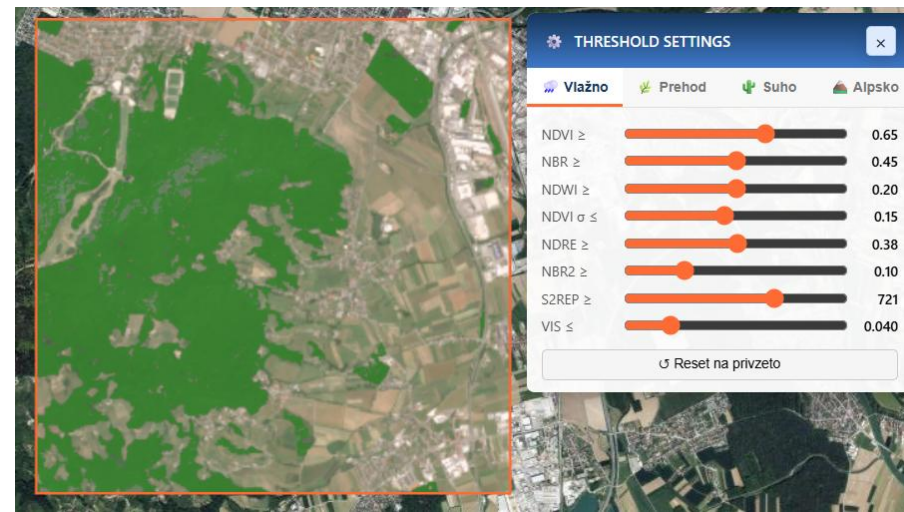 THRESHOLD SETTINGS ×
Vlažno Prehod Suho Alpsko
NDVI ≥ 0.65
NBR ≥ 0.45
NDWI ≥ 0.20
NDVI σ ≤ 0.15
NDRE ≥ 0.38
NBR2 ≥ 0.10
S2REP ≥ 721
VIS ≤ 0.040
↺ Reset na privzeto